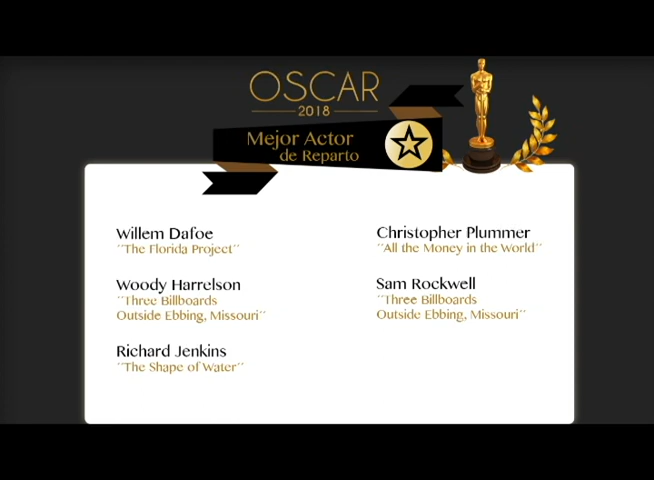 OSCAR
2018
Mejor Actor
de Reparto
Willem Dafoe
´´The Florida Project´´
Woody Harrelson
´´Three Billboards
Outside Ebbing, Missouri´´
Richard Jenkins
´´The Shape of Water´´
Christopher Plummer
´´All the Money in the World´´
Sam Rockwell
´´Three Billboards
Outside Ebbing, Missouri´´